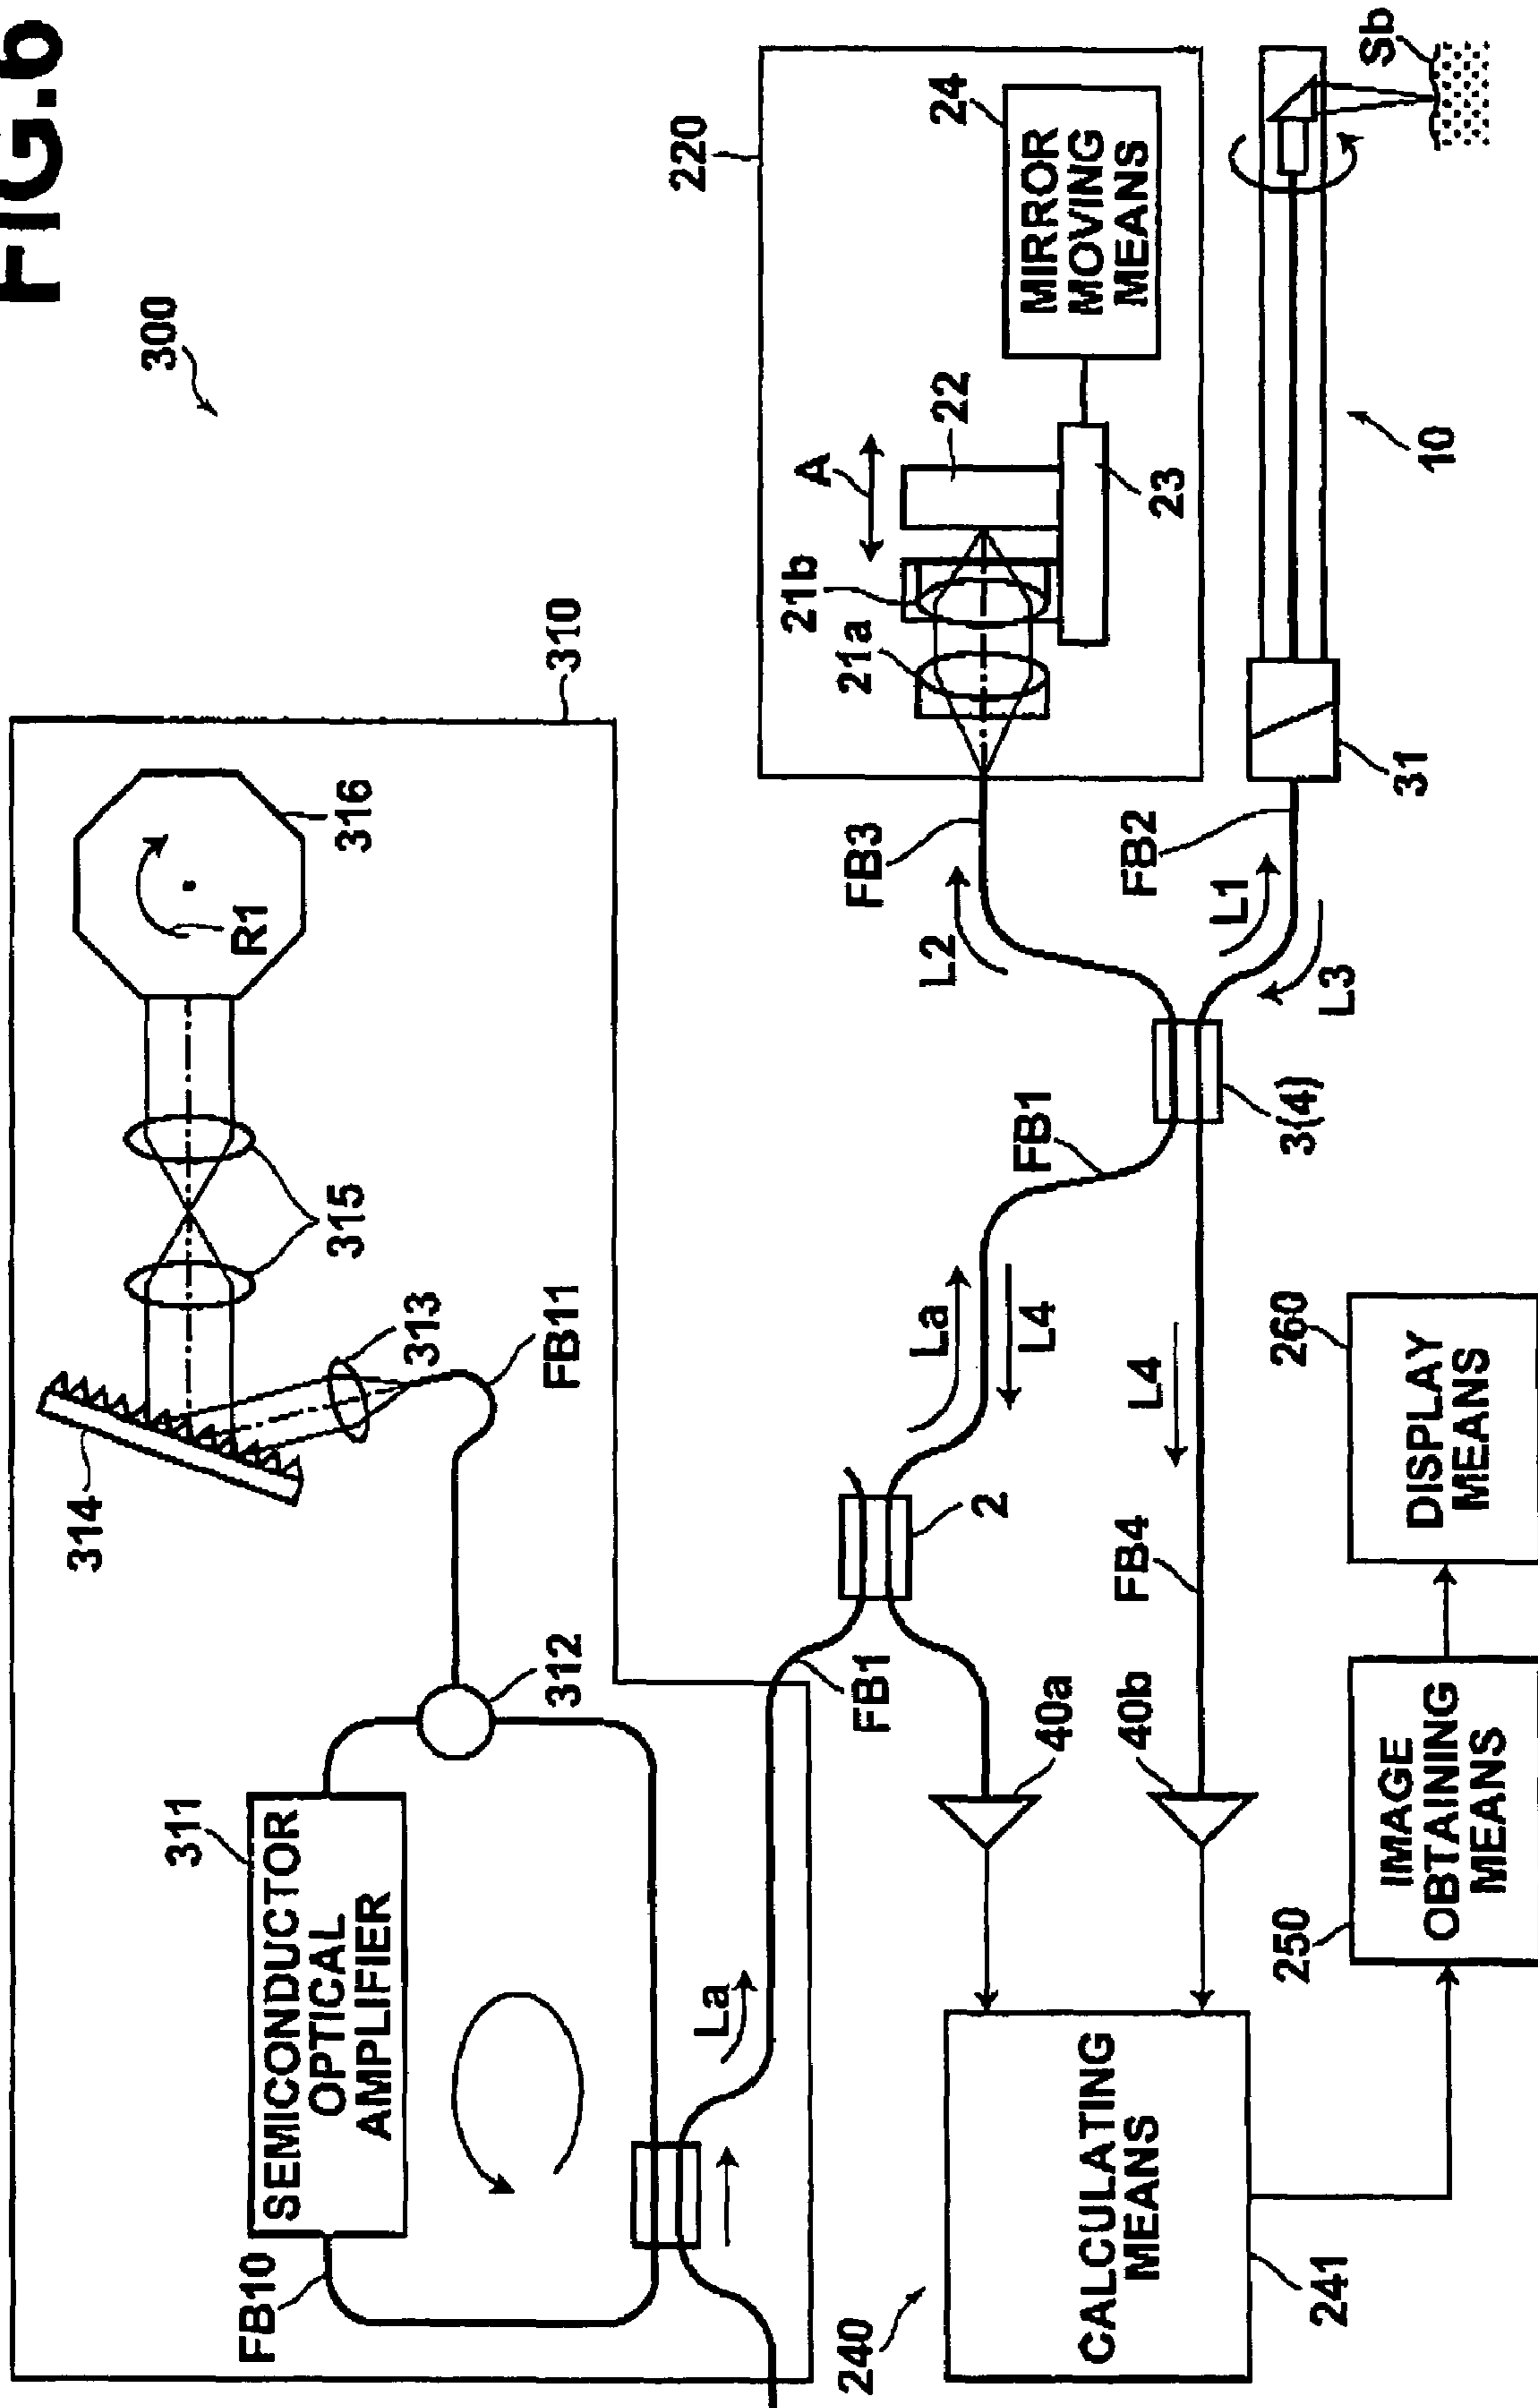 FIG.6
300
310
314
315
316
R1
313
FB11
311
SEMICONDUCTOR
OPTICAL
AMPLIFIER
312
FB10
La
FB1
2
La
L4
FB1
3(4)
L2
FB3
220
21a
21b
A
22
23
24
MIRROR
MOVING
MEANS
L1
L3
FB2
31
10
Sb
L4
FB4
40a
40b
240
CALCULATING
MEANS
241
250
IMAGE
OBTAINING
MEANS
260
DISPLAY
MEANS